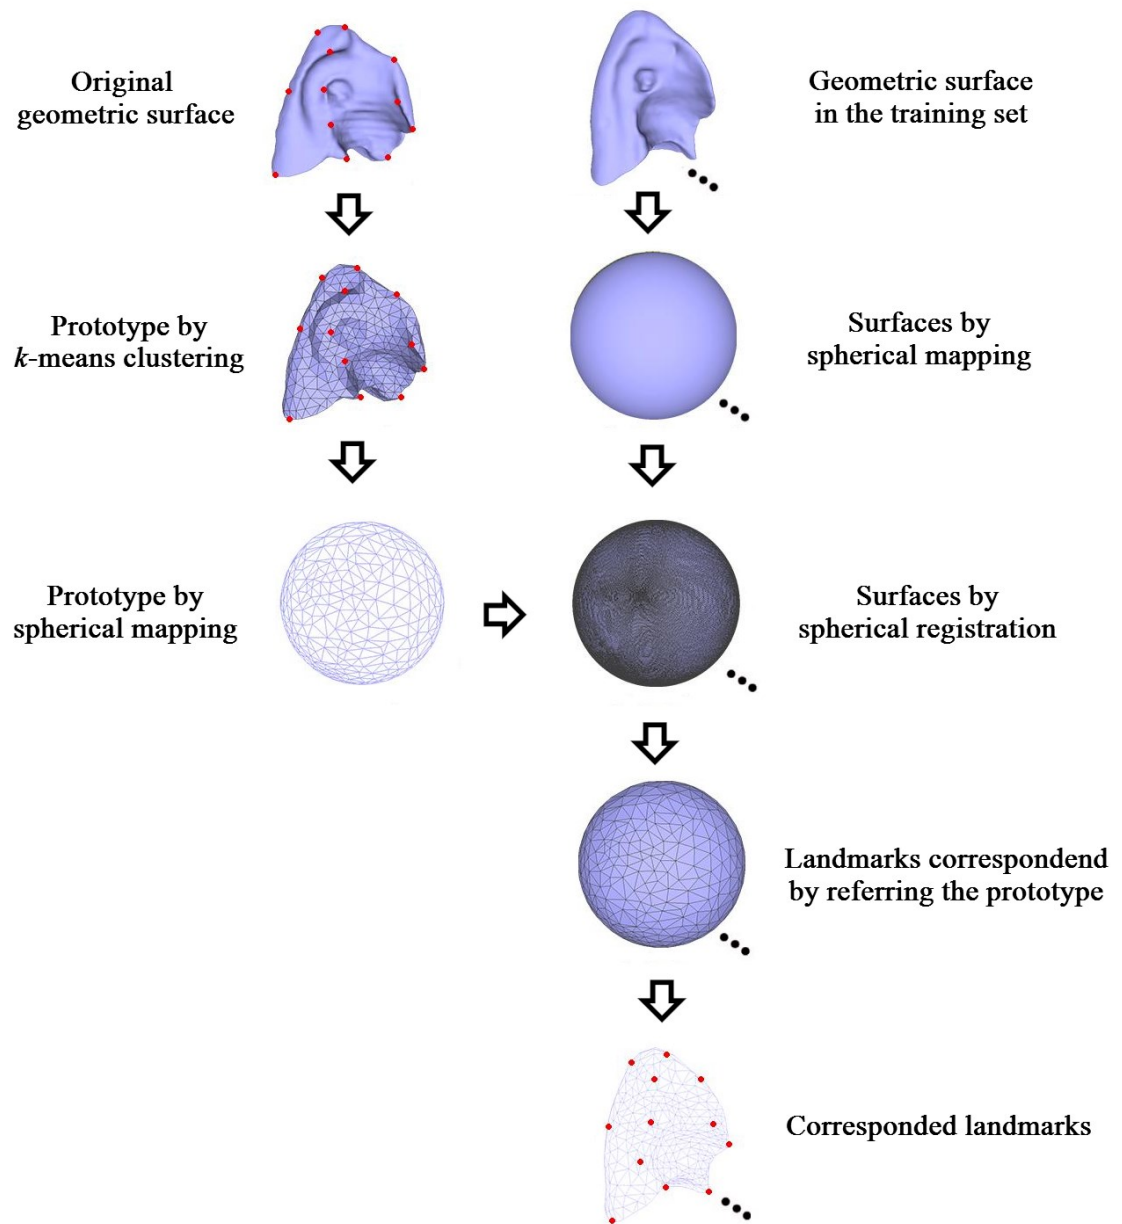 Original
geometric surface
Geometric surface
in the training set
Prototype by
k-means clustering
Surfaces by
spherical mapping
Prototype by
spherical mapping
Surfaces by
spherical registration
Landmarks correspondend
by referring the prototype
Corresponded landmarks